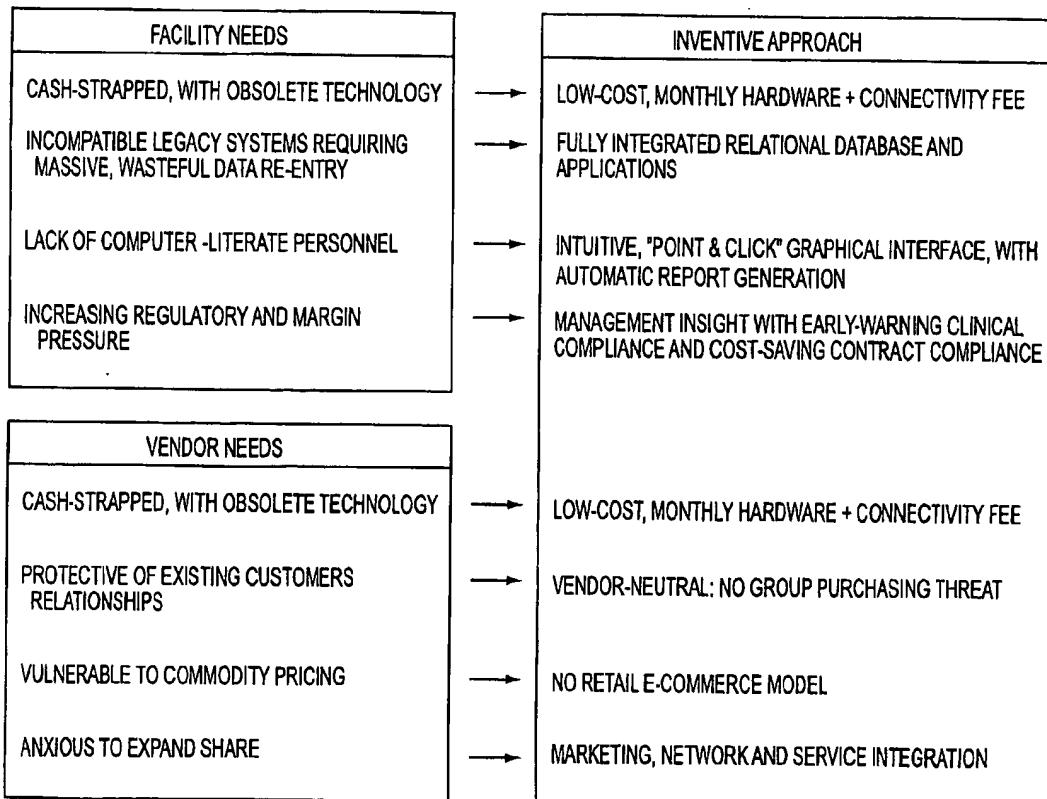 FACILITY NEEDS
CASH-STRAPPED, WITH OBSOLETE TECHNOLOGY
INCOMPATIBLE LEGACY SYSTEMS REQUIRING
MASSIVE, WASTEFUL DATA RE-ENTRY
LACK OF COMPUTER -LITERATE PERSONNEL
INCREASING REGULATORY AND MARGIN
PRESSURE
VENDOR NEEDS
CASH-STRAPPED, WITH OBSOLETE TECHNOLOGY
PROTECTIVE OF EXISTING CUSTOMERS
RELATIONSHIPS
VULNERABLE TO COMMODITY PRICING
ANXIOUS TO EXPAND SHARE
INVENTIVE APPROACH
LOW-COST, MONTHLY HARDWARE + CONNECTIVITY FEE
FULLY INTEGRATED RELATIONAL DATABASE AND
APPLICATIONS
INTUITIVE, "POINT & CLICK" GRAPHICAL INTERFACE, WITH
AUTOMATIC REPORT GENERATION
MANAGEMENT INSIGHT WITH EARLY-WARNING CLINICAL
COMPLIANCE AND COST-SAVING CONTRACT COMPLIANCE
LOW-COST, MONTHLY HARDWARE + CONNECTIVITY FEE
VENDOR-NEUTRAL: NO GROUP PURCHASING THREAT
NO RETAIL E-COMMERCE MODEL
MARKETING, NETWORK AND SERVICE INTEGRATION